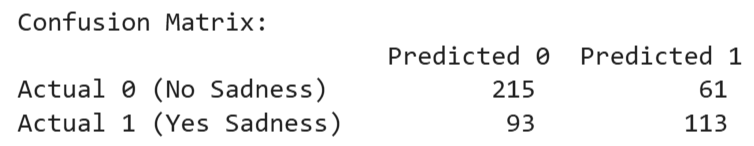 Confusion Matrix:
Predicted 0 Predicted 1
Actual 0 (No Sadness) 215 61
Actual 1 (Yes Sadness) 93 113